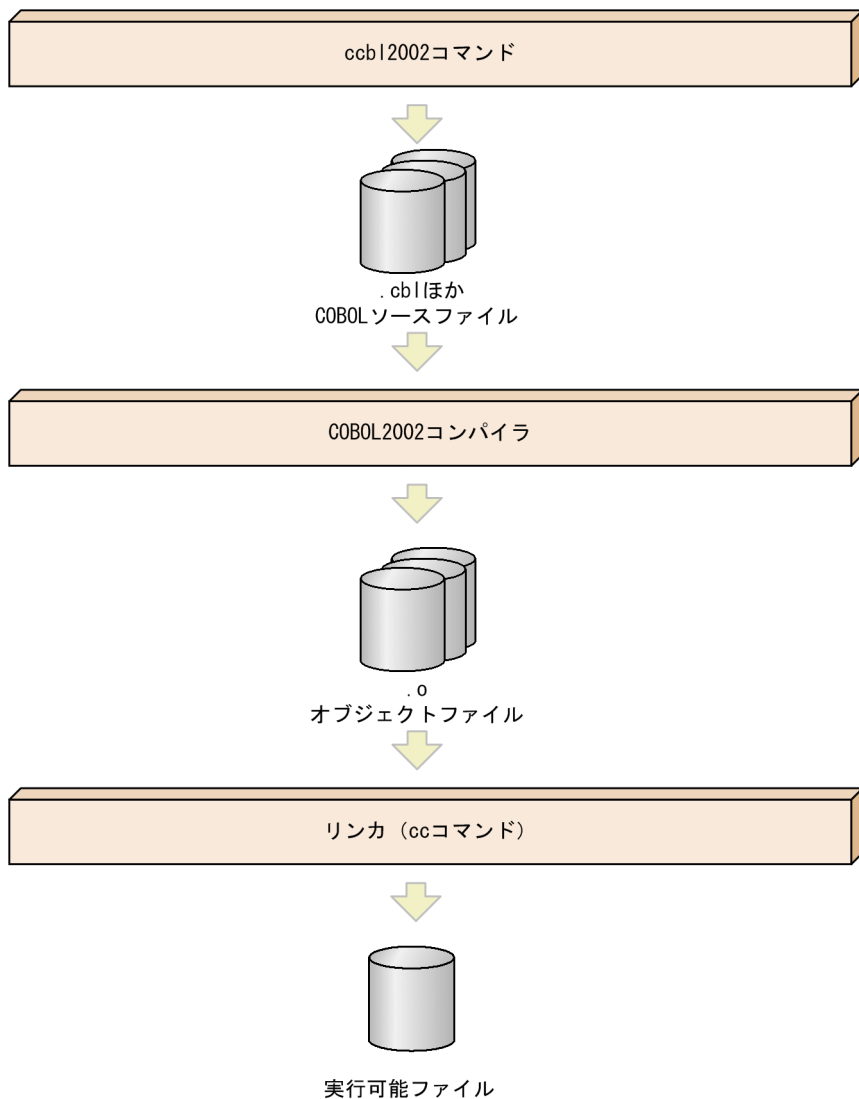 ccbl2002コマンド
.cblほか
COBOLソースファイル
COBOL2002コンパイラ
.o
オブジェクトファイル
リンカ（ccコマンド）
実行可能ファイル